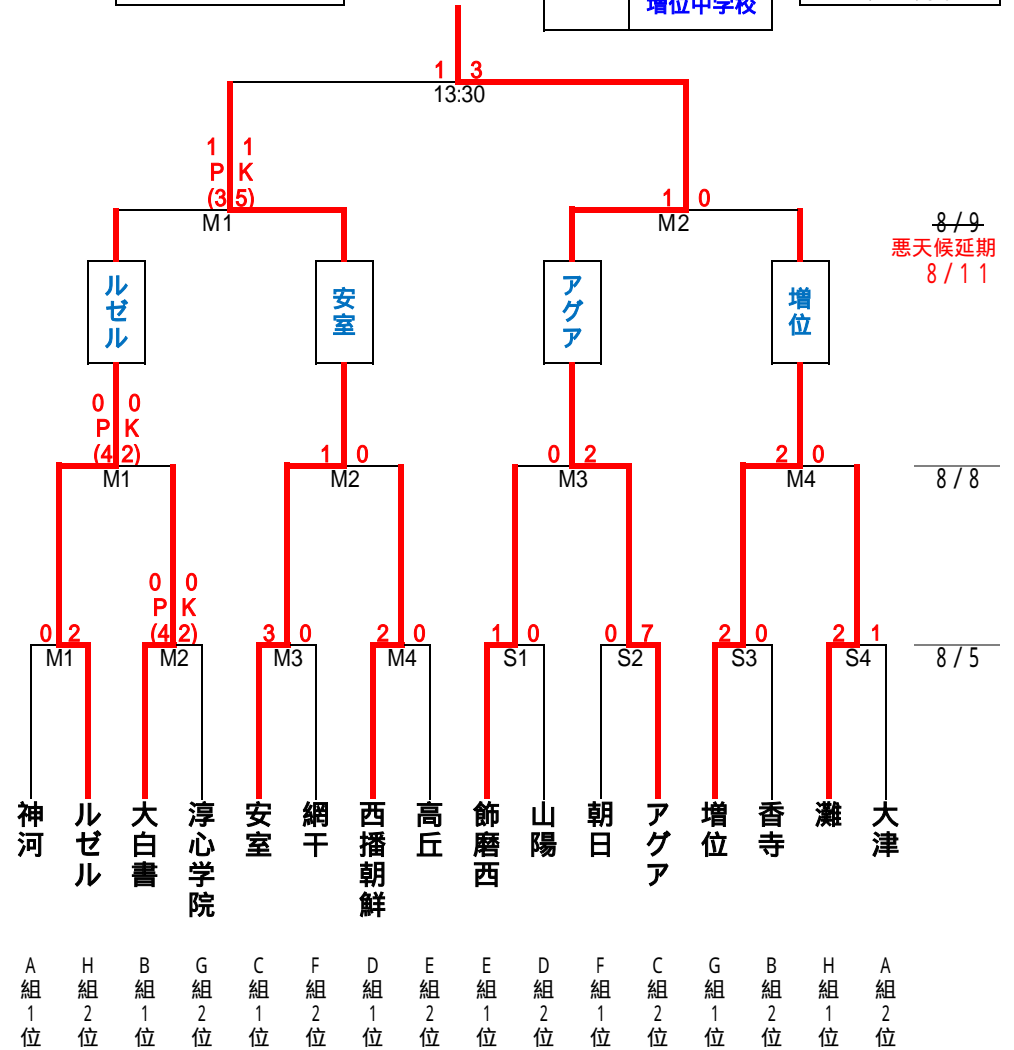 増位中学校
1 3
13:30
1 1
P K
(3 5)
M1
1 0
M2
8/9
悪天候延期
8/11
ルゼル
安室
アグア
増位
0 0
P K
(4 2)
M1
1 0
M2
0 2
M3
2 0
M4
8/8
0 0
P K
(4 2)
0 2
M1
M2
3 0
M3
2 0
M4
1 0
S1
0 7
S2
2 0
S3
2 1
S4
8/5
神河
ルゼル
大白書
淳心学院
安室
網干
西播朝鮮
高丘
飾磨西
山陽
朝日
アグア
増位
香寺
灘
大津
A組1位
H組2位
B組1位
G組2位
C組1位
F組2位
D組1位
E組2位
E組1位
D組2位
F組1位
C組2位
G組1位
B組2位
H組1位
A組2位